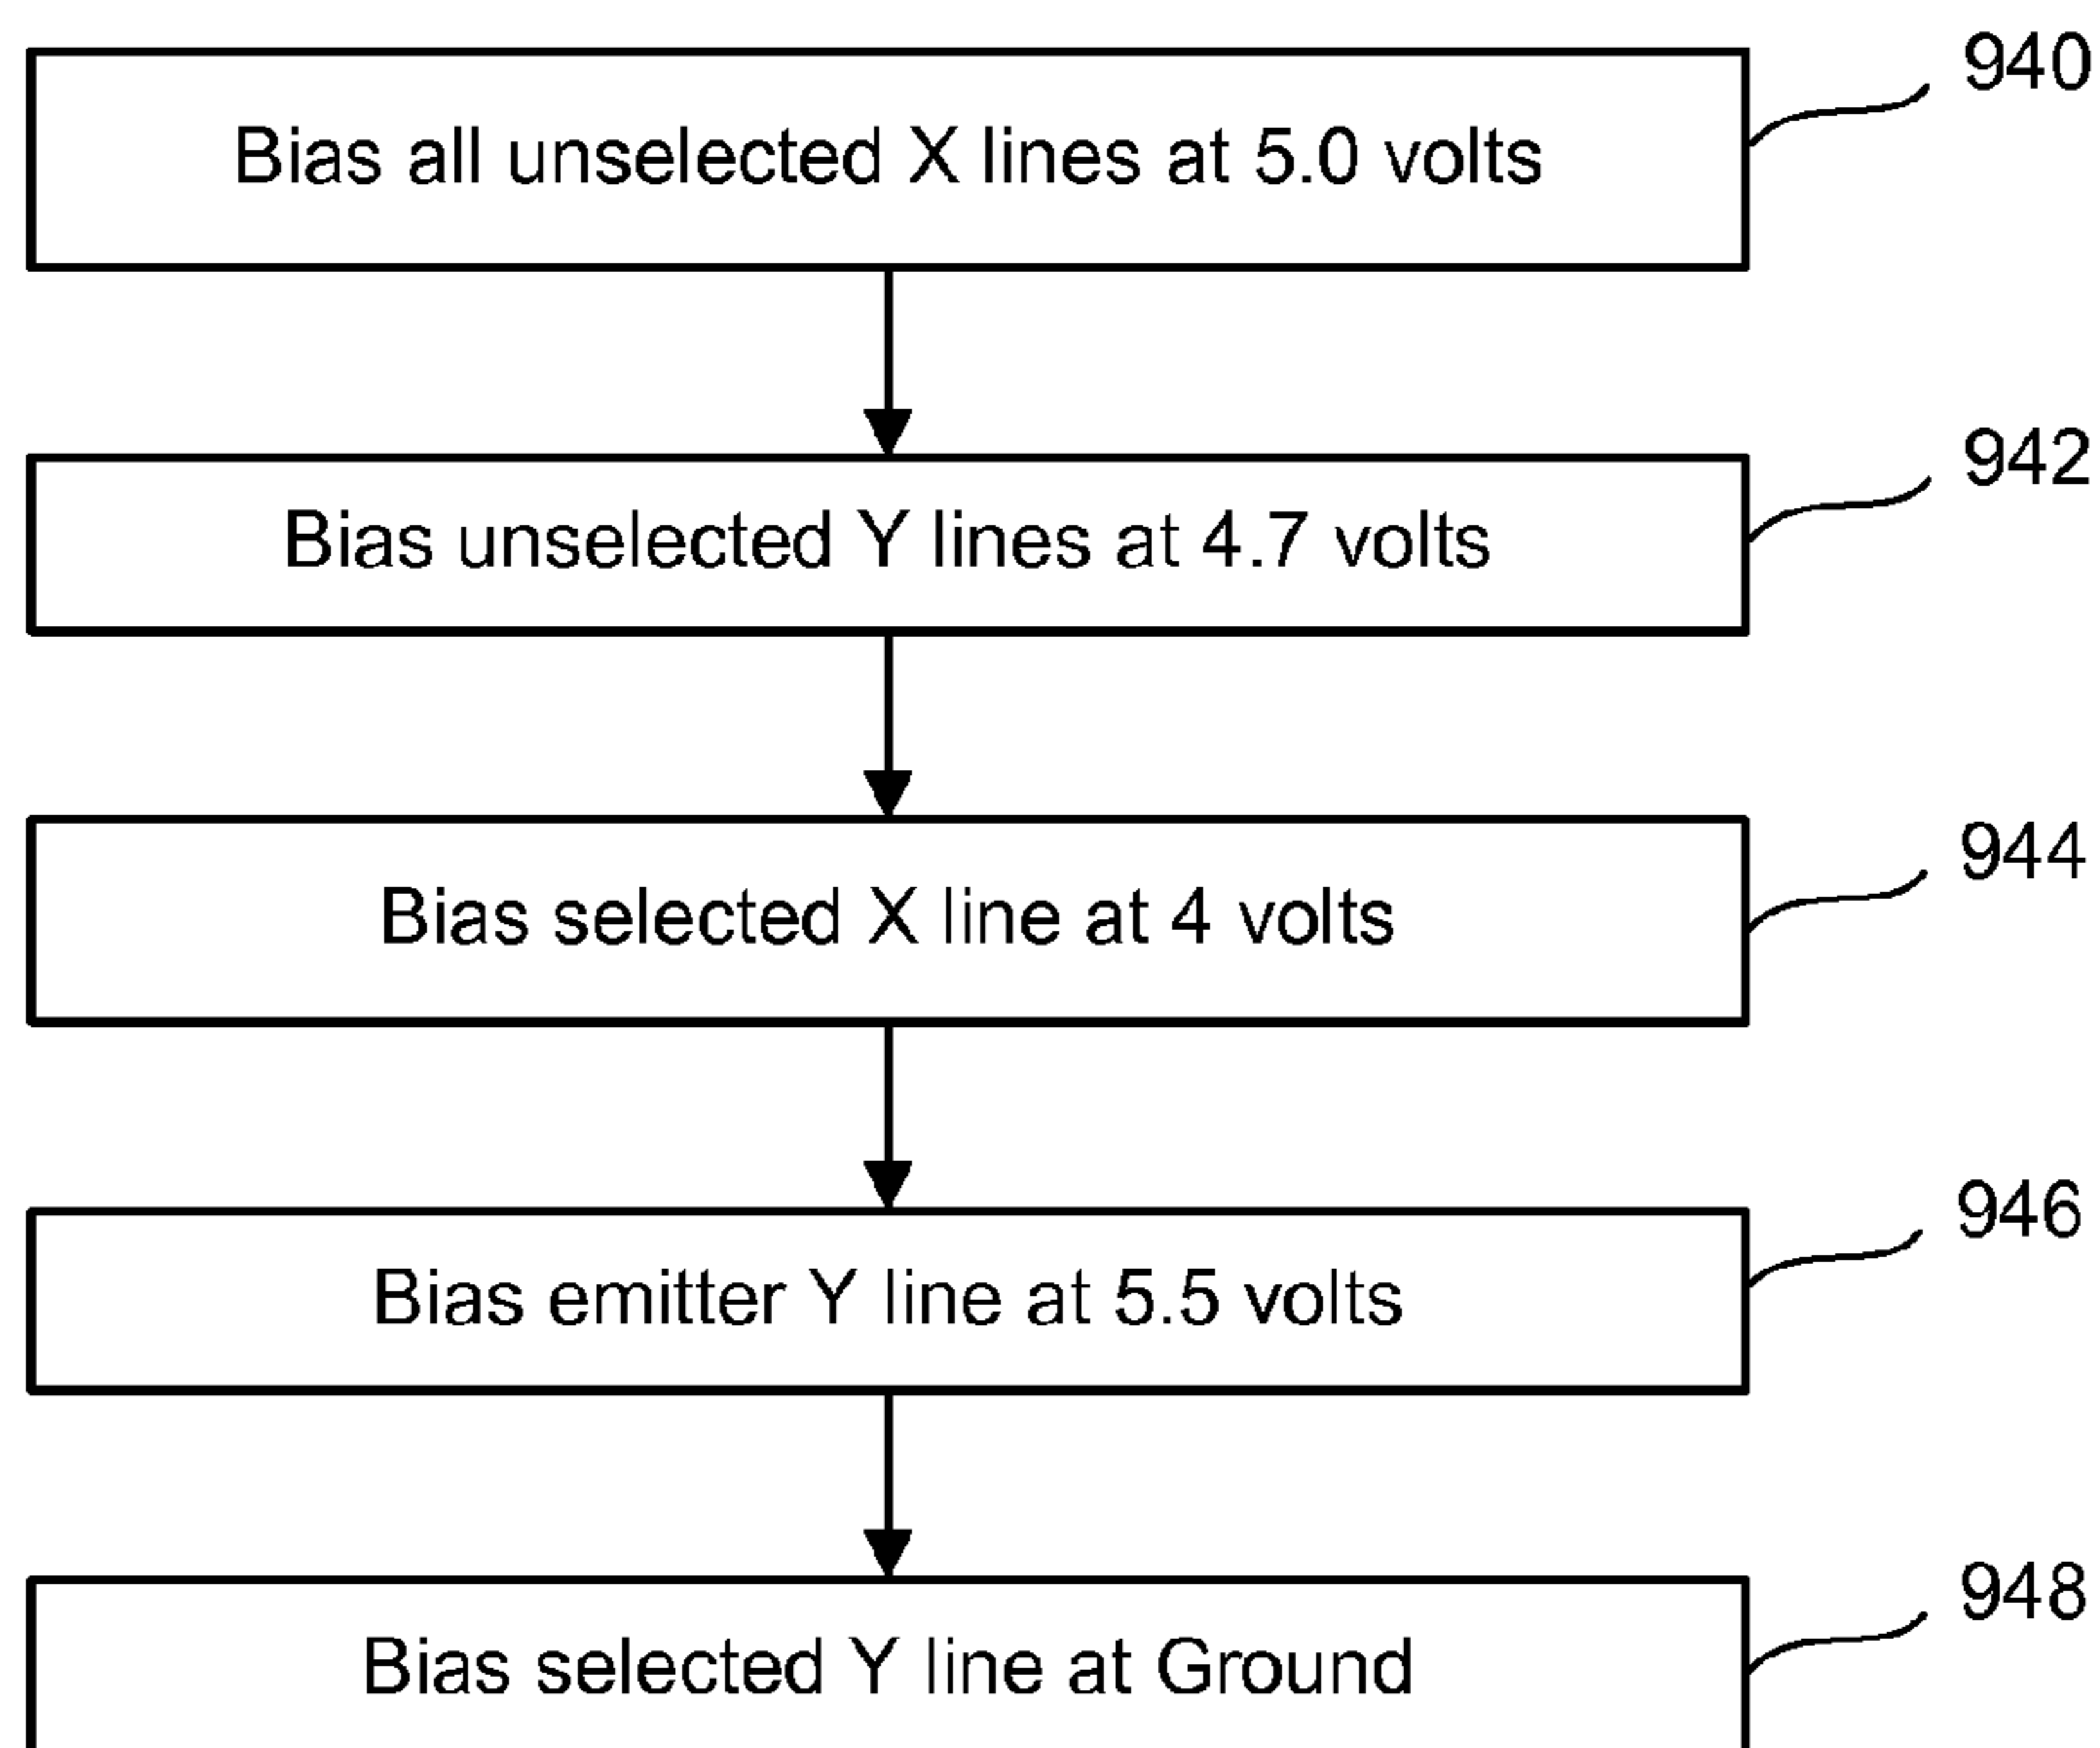 940
Bias all unselected X lines at 5.0 volts
942
Bias unselected Y lines at 4.7 volts
944
Bias selected X line at 4 volts
946
Bias emitter Y line at 5.5 volts
948
Bias selected Y line at Ground